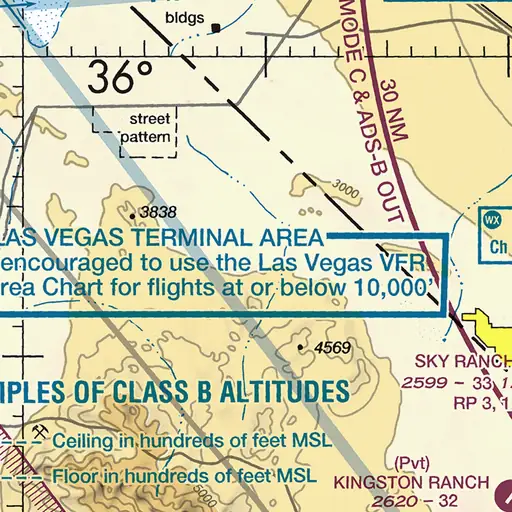 bldgs
36°
MODE C & ADS-B OUT
30 NM
street
pattern
3000
3838
WX
Ch
LAS VEGAS TERMINAL AREA
encouraged to use the Las Vegas VFR
rea Chart for flights at or below 10,000'
4569
SKY RANCH
2599 - 33
RP 3, 1
IPLES OF CLASS B ALTITUDES
Ceiling in hundreds of feet MSL
Floor in hundreds of feet MSL
5000
(Pvt)
KINGSTON RANCH
2620 - 32